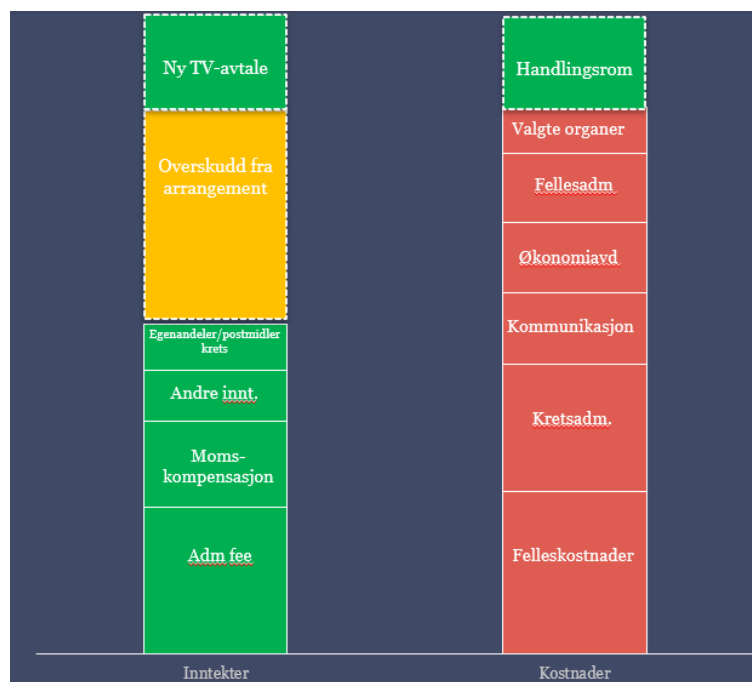 Ny TV-avtale
Overskudd fra
arrangement
Egenandeler/postmidler
krets
Andre innt.
Moms-
kompensasjon
Adm fee
Inntekter
Handlingsrom
Valgte organer
Fellesadm
Økonomiavd
Kommunikasjon
Kretsadm.
Felleskostnader
Kostnader